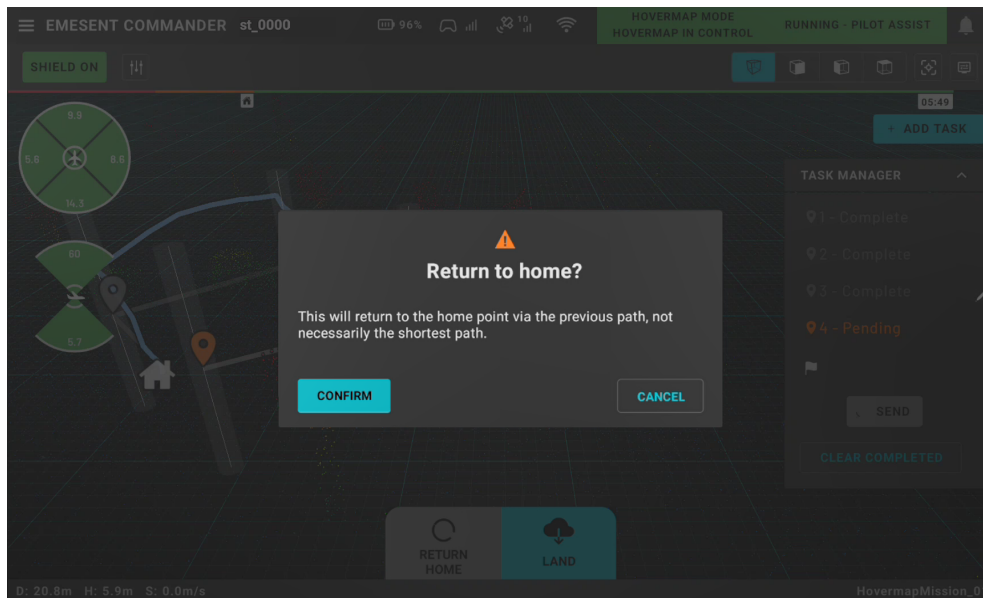 EMESENT COMMANDER st_0000 96% 10 HOVERMAP MODE
HOVERMAP IN CONTROL RUNNING - PILOT ASSIST
SHIELD ON
05:49
+ ADD TASK
9.9
5.6 8.6
14.3
60
5.7
TASK MANAGER
1 - Complete
2 - Complete
3 - Complete
4 - Pending
SEND
CLEAR COMPLETED
Return to home?
This will return to the home point via the previous path, not
necessarily the shortest path.
CONFIRM CANCEL
RETURN
HOME
LAND
D: 20.8m H: 5.9m S: 0.0m/s HovermapMission_0